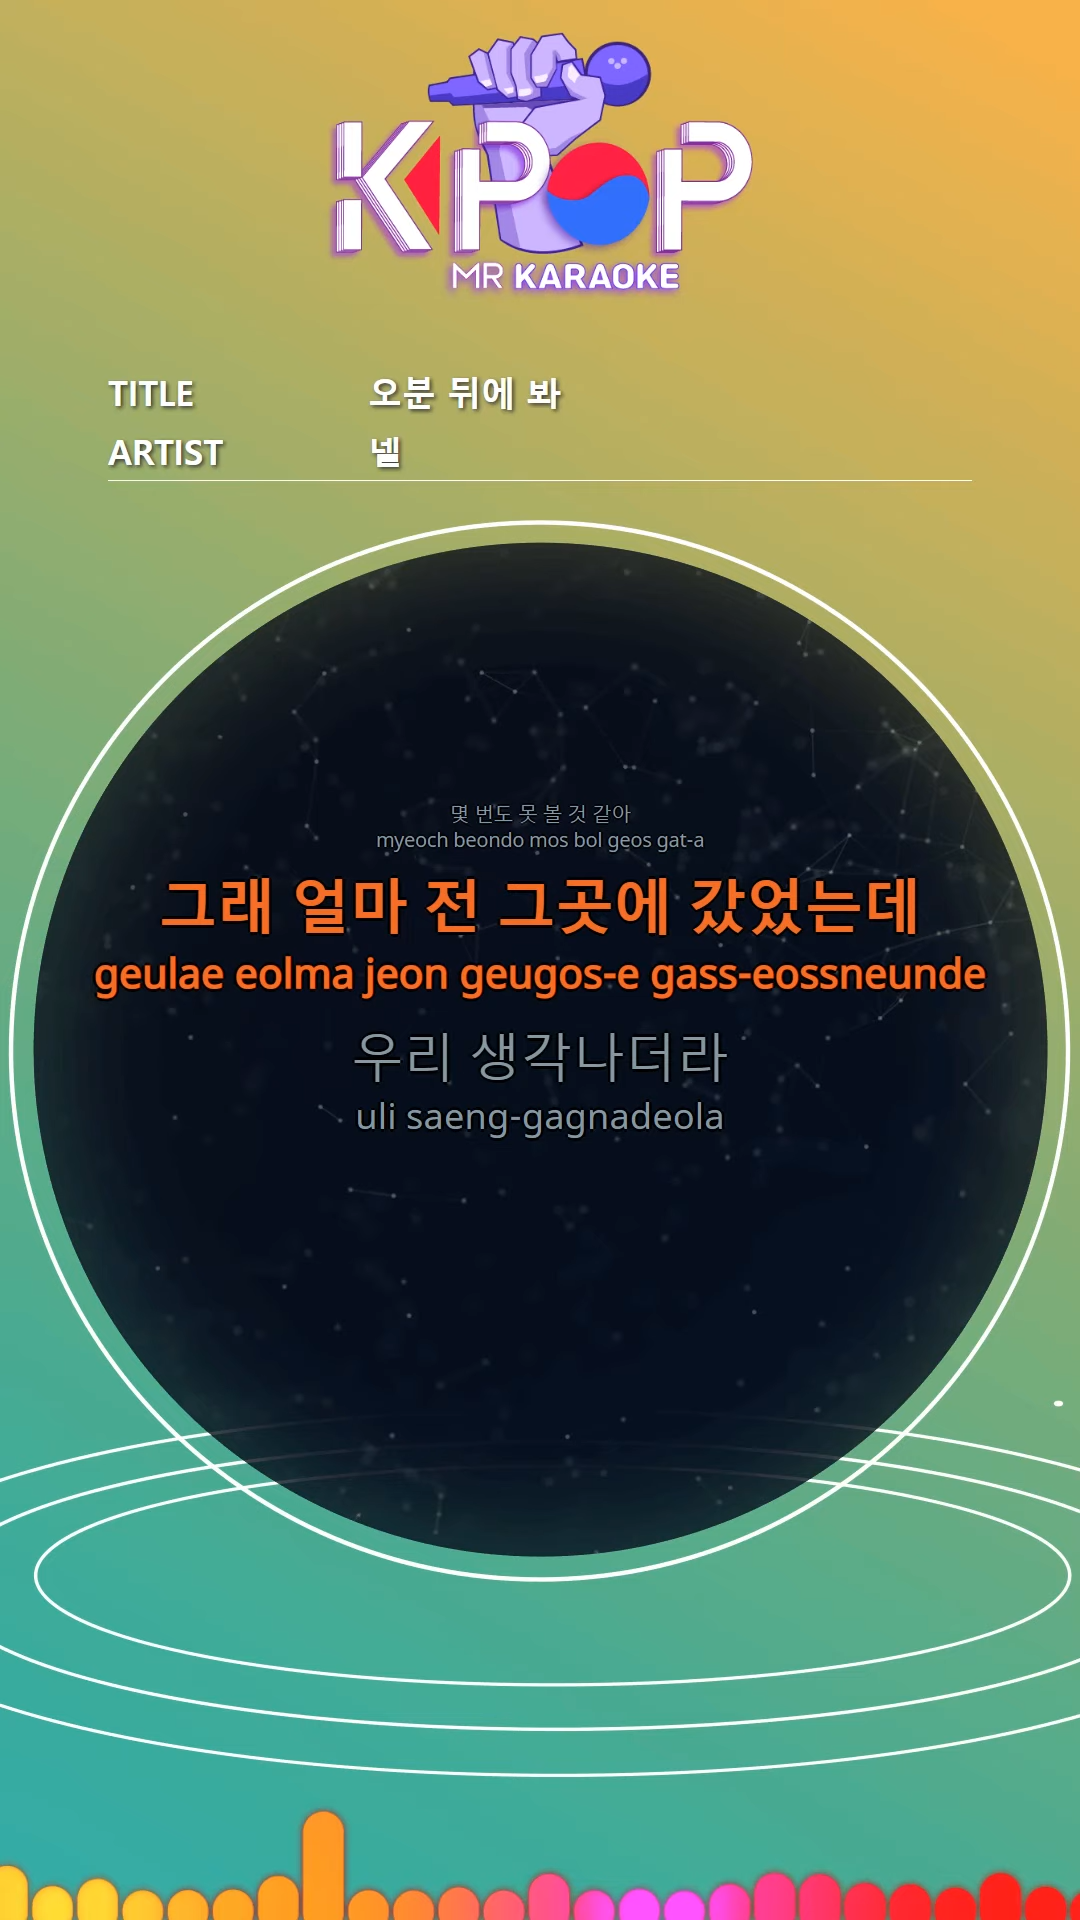 KPOP
MR KARAOKE
TITLE 오분 뒤에 봐
ARTIST 넬
몇 번도 못 볼 것 같아
myeoch beondo mos bol geos gat-a
그래 얼마 전 그곳에 갔었는데
geulae eolma jeon geugos-e gass-eossneunde
우리 생각나더라
uli saeng-gagnadeola